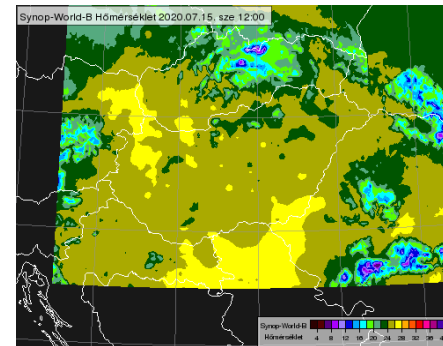 Synop-World-B Hőmérséklet 2020.07.15. sze 12:00
Synop-World-B
Hőmérséklet 4 8 12 16 20 24 28 32 36